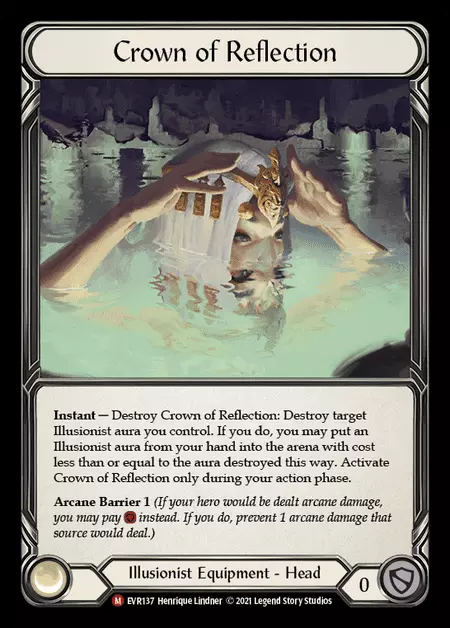 Crown of Reflection
Instant — Destroy Crown of Reflection: Destroy target
Illusionist aura you control. If you do, you may put an
Illusionist aura from your hand into the arena with cost
less than or equal to the aura destroyed this way. Activate
Crown of Reflection only during your action phase.
Arcane Barrier 1 (If your hero would be dealt arcane damage,
you may pay instead. If you do, prevent 1 arcane damage that
source would deal.)
Illusionist Equipment - Head
0
M EVR137 Henrique Lindner © 2021 Legend Story Studios